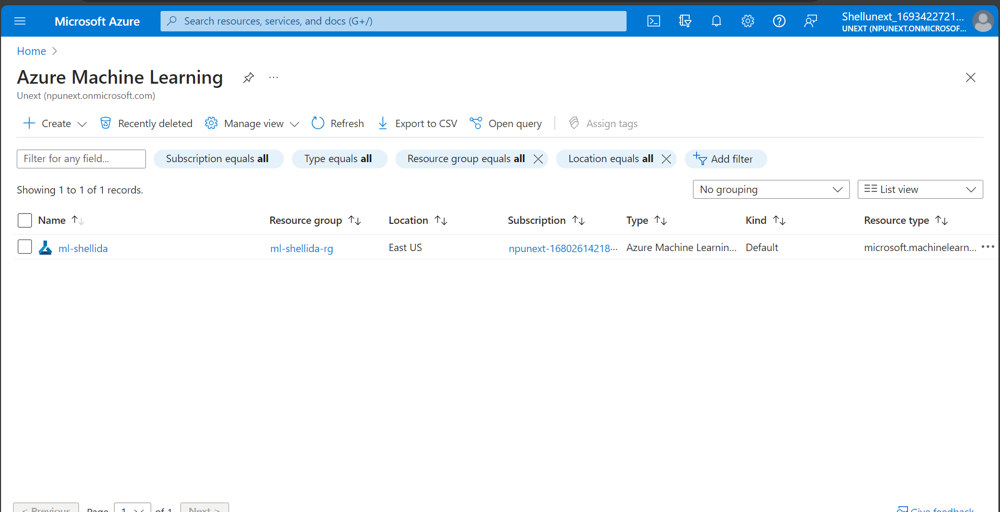 Microsoft Azure
Search resources, services, and docs (G+/)
Shellunext_1693422721...
UNEXT (NPUNEXT.ONMICROSOF...
Home
Azure Machine Learning
Unext (npunext.onmicrosoft.com)
Create Recently deleted Manage view Refresh Export to CSV Open query Assign tags
Filter for any field... Subscription equals all Type equals all Resource group equals all Location equals all Add filter
Showing 1 to 1 of 1 records. No grouping List view
Name Resource group Location Subscription Type Kind Resource type
ml-shellida ml-shellida-rg East US npunext-16802614218... Azure Machine Learnin... Default microsoft.machinelearn...
< Previous Page 1 of 1 Next > Give feedback